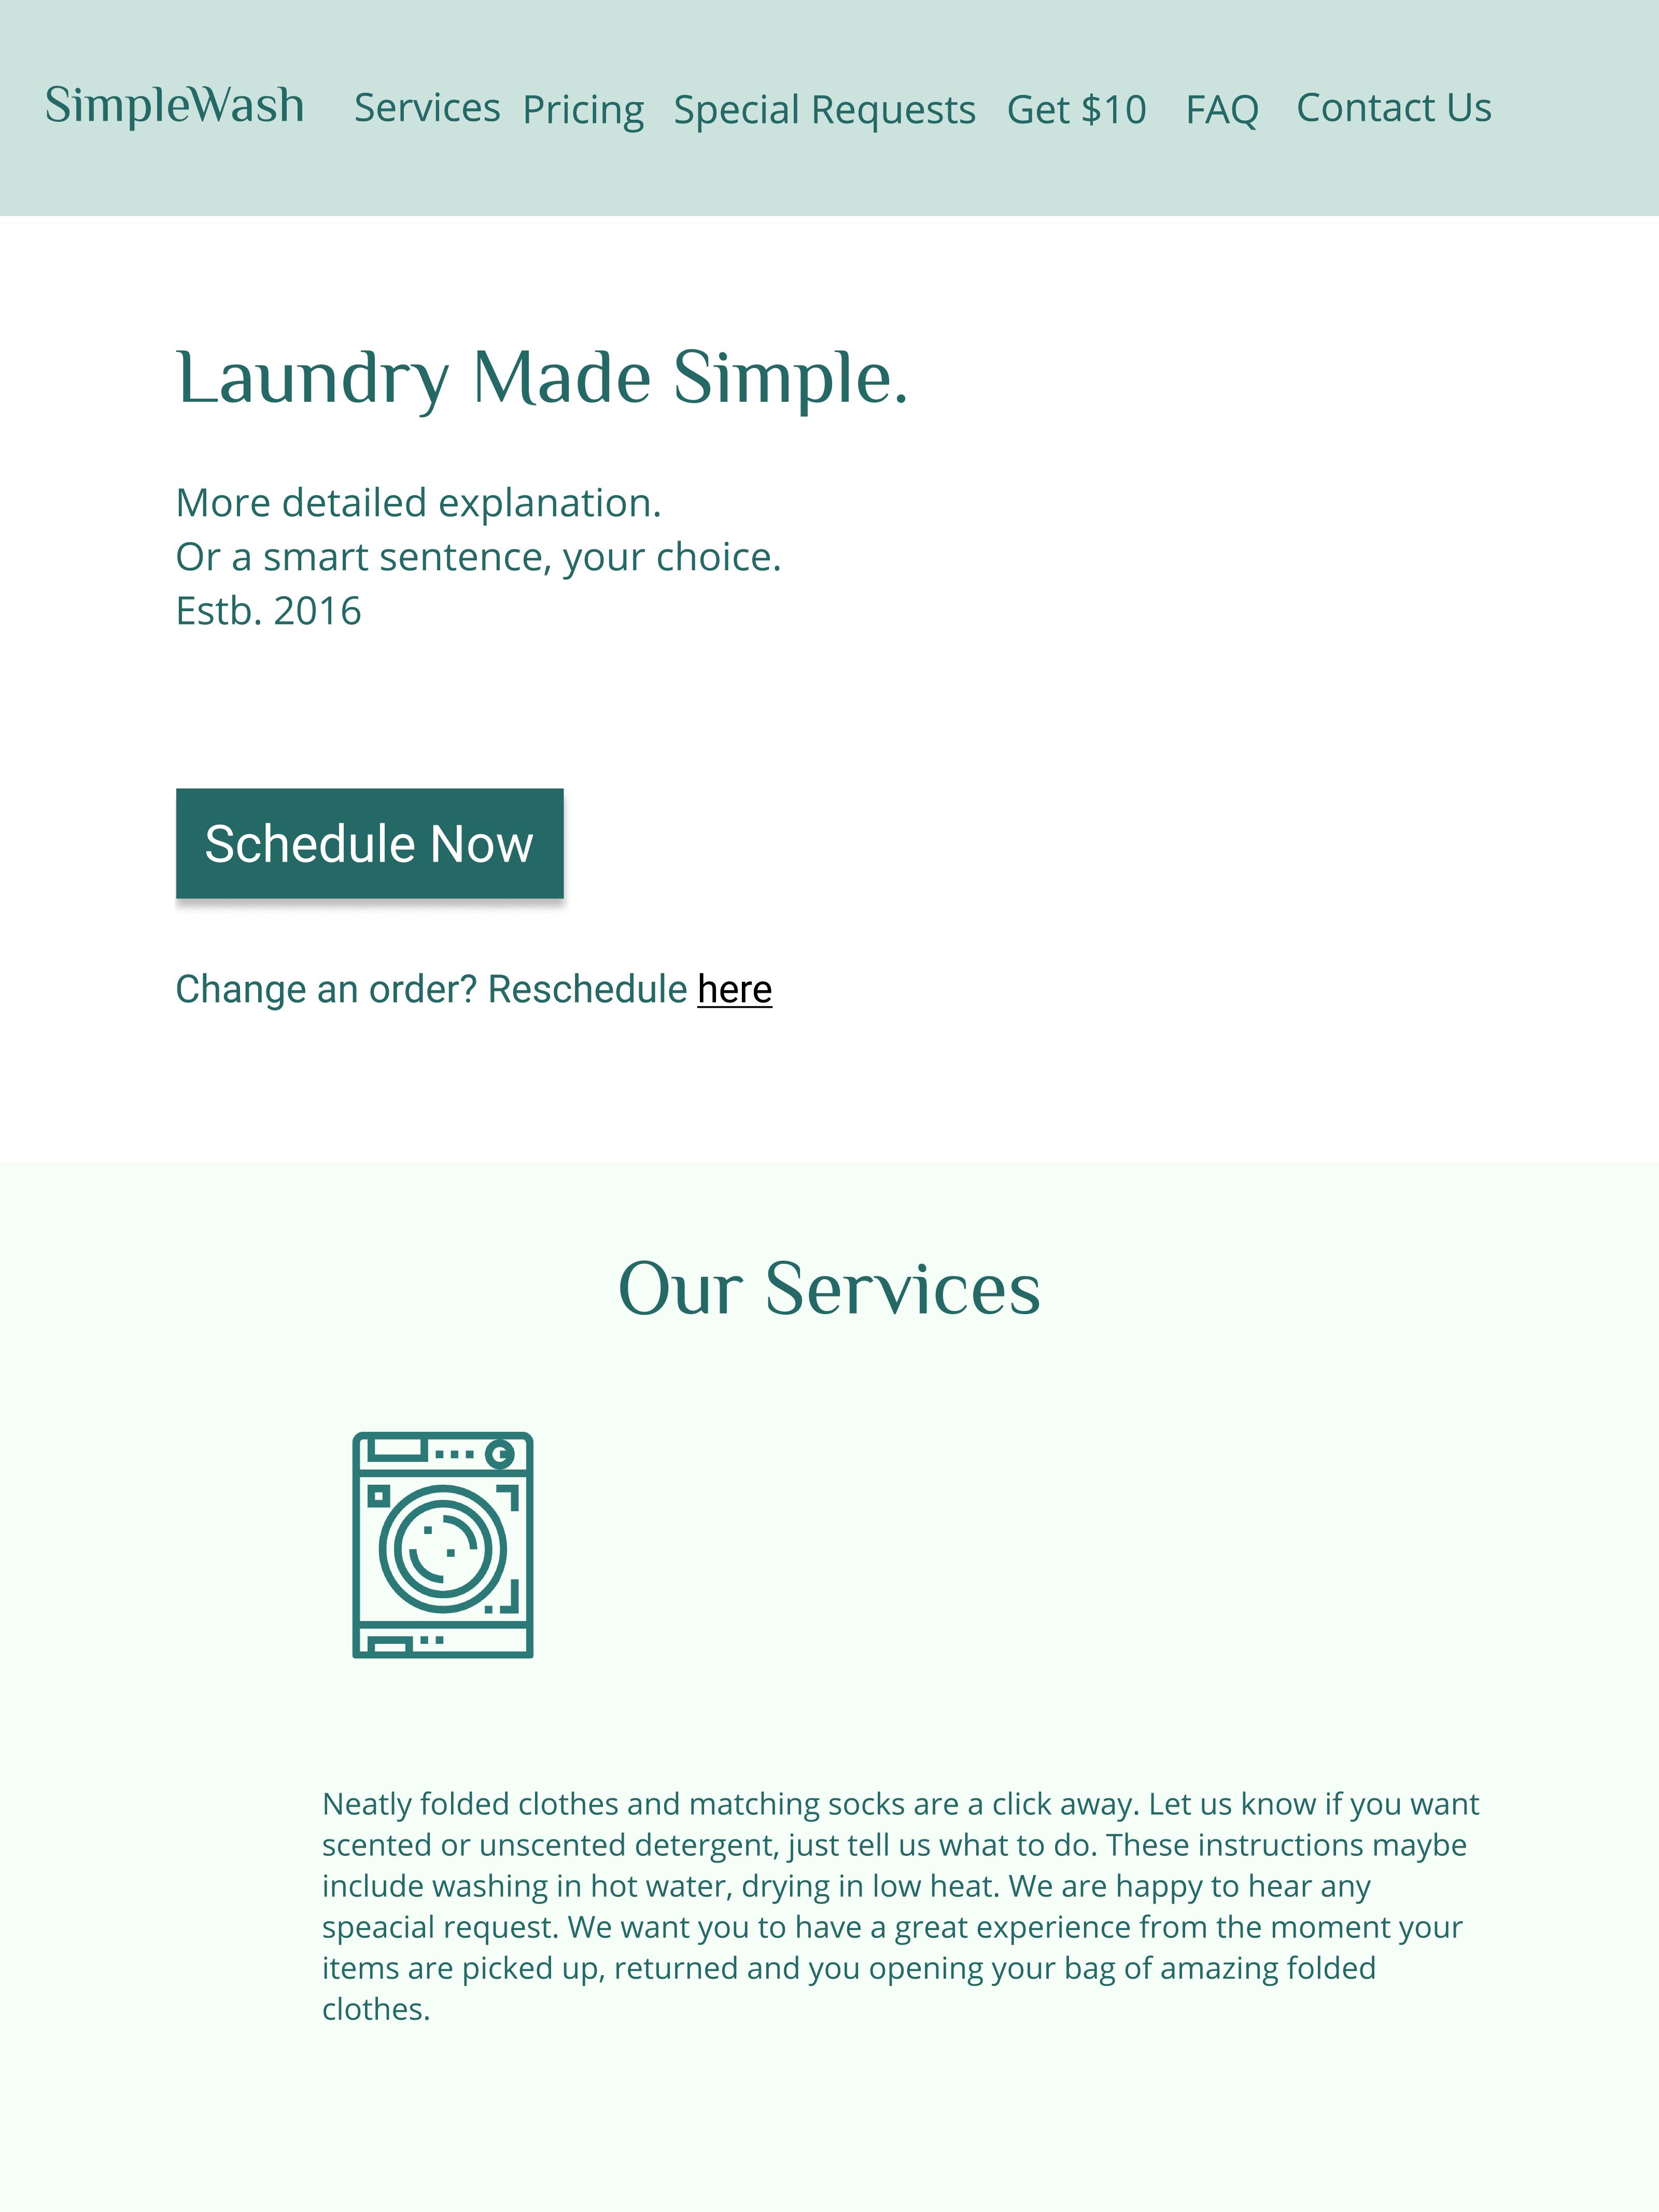 SimpleWash Services Pricing Special Requests Get $10 FAQ Contact Us
Laundry Made Simple.
More detailed explanation.
Or a smart sentence, your choice.
Estb. 2016
Schedule Now
Change an order? Reschedule here
Our Services
Neatly folded clothes and matching socks are a click away. Let us know if you want
scented or unscented detergent, just tell us what to do. These instructions maybe
include washing in hot water, drying in low heat. We are happy to hear any
speacial request. We want you to have a great experience from the moment your
items are picked up, returned and you opening your bag of amazing folded
clothes.